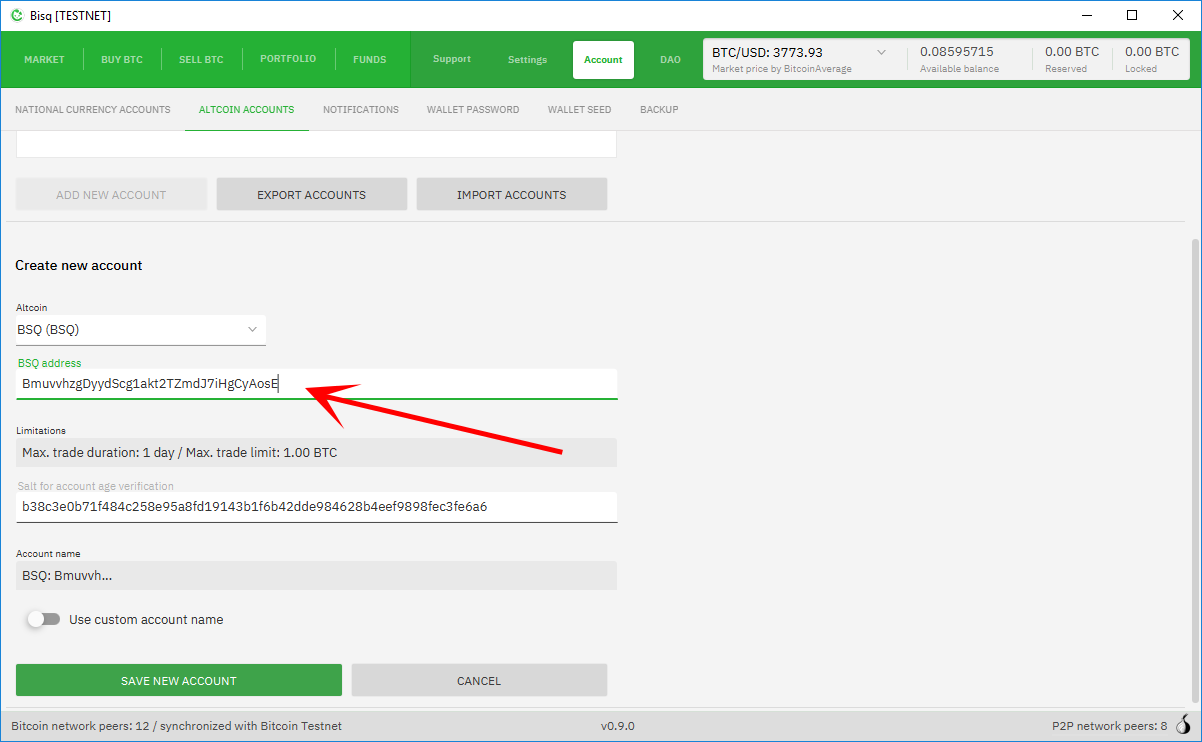 Bisq [TESTNET]
MARKET BUY BTC SELL BTC PORTFOLIO FUNDS Support Settings Account DAO
BTC/USD: 3773.93 0.08595715 0.00 BTC 0.00 BTC
Market price by BitcoinAverage Available balance Reserved Locked
NATIONAL CURRENCY ACCOUNTS ALTCOIN ACCOUNTS NOTIFICATIONS WALLET PASSWORD WALLET SEED BACKUP
ADD NEW ACCOUNT EXPORT ACCOUNTS IMPORT ACCOUNTS
Create new account
Altcoin
BSQ (BSQ)
BSQ address
BmuvvhzgDyydScg1akt2TZmdJ7iHgCyAosE
Limitations
Max. trade duration: 1 day / Max. trade limit: 1.00 BTC
Salt for account age verification
b38c3e0b71f484c258e95a8fd19143b1f6b42dde984628b4eef9898fec3fe6a6
Account name
BSQ: Bmuvvh...
Use custom account name
SAVE NEW ACCOUNT CANCEL
Bitcoin network peers: 12 / synchronized with Bitcoin Testnet v0.9.0 P2P network peers: 8